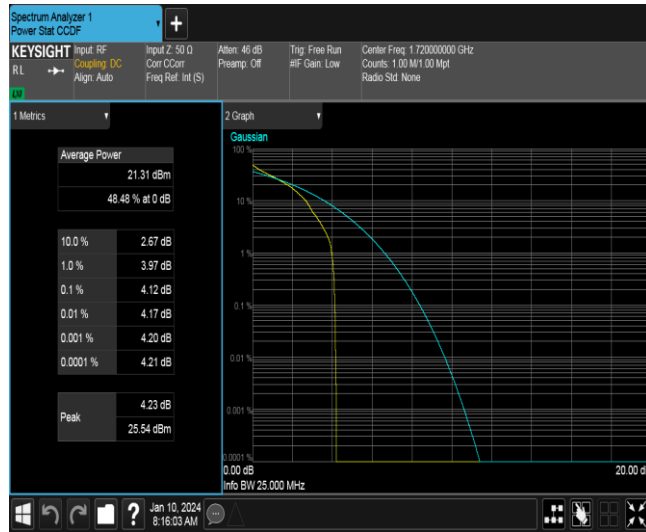 Spectrum Analyzer 1
Power Stat CCDF
+
KEYSIGHT
RL
LXI
Input: RF
Coupling: DC
Align: Auto
Input Z: 50 Ω
Corr CCorr
Freq Ref: Int (S)
Atten: 46 dB
Preamp: Off
Trig: Free Run
#IF Gain: Low
Center Freq: 1.720000000 GHz
Counts: 1.00 M/1.00 Mpt
Radio Std: None
1 Metrics
Average Power
21.31 dBm
48.48 % at 0 dB
10.0 % 2.67 dB
1.0 % 3.97 dB
0.1 % 4.12 dB
0.01 % 4.17 dB
0.001 % 4.20 dB
0.0001 % 4.21 dB
Peak
4.23 dB
25.54 dBm
2 Graph
Gaussian
100 %
10 %
1 %
0.1 %
0.01 %
0.001 %
0.0001 %
0.00 dB
20.00 dB
Info BW 25.000 MHz
?
Jan 10, 2024
8:16:03 AM